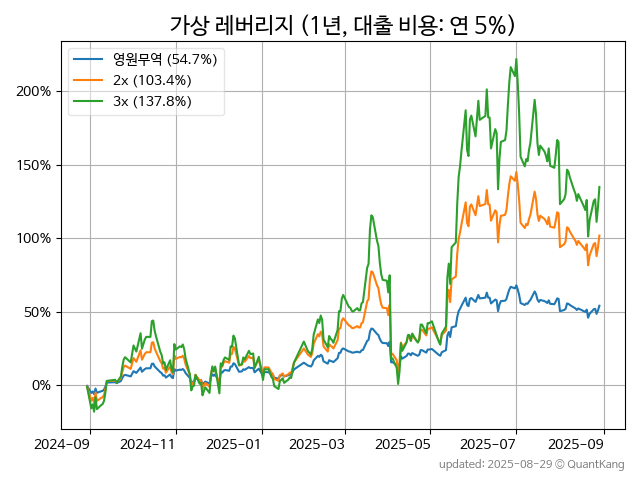 가상 레버리지 (1년, 대출 비용: 연 5%)
영원무역 (54.7%)
2x (103.4%)
3x (137.8%)
200%
150%
100%
50%
0%
2024-09 2024-11 2025-01 2025-03 2025-05 2025-07 2025-09
updated: 2025-08-29 © QuantKang